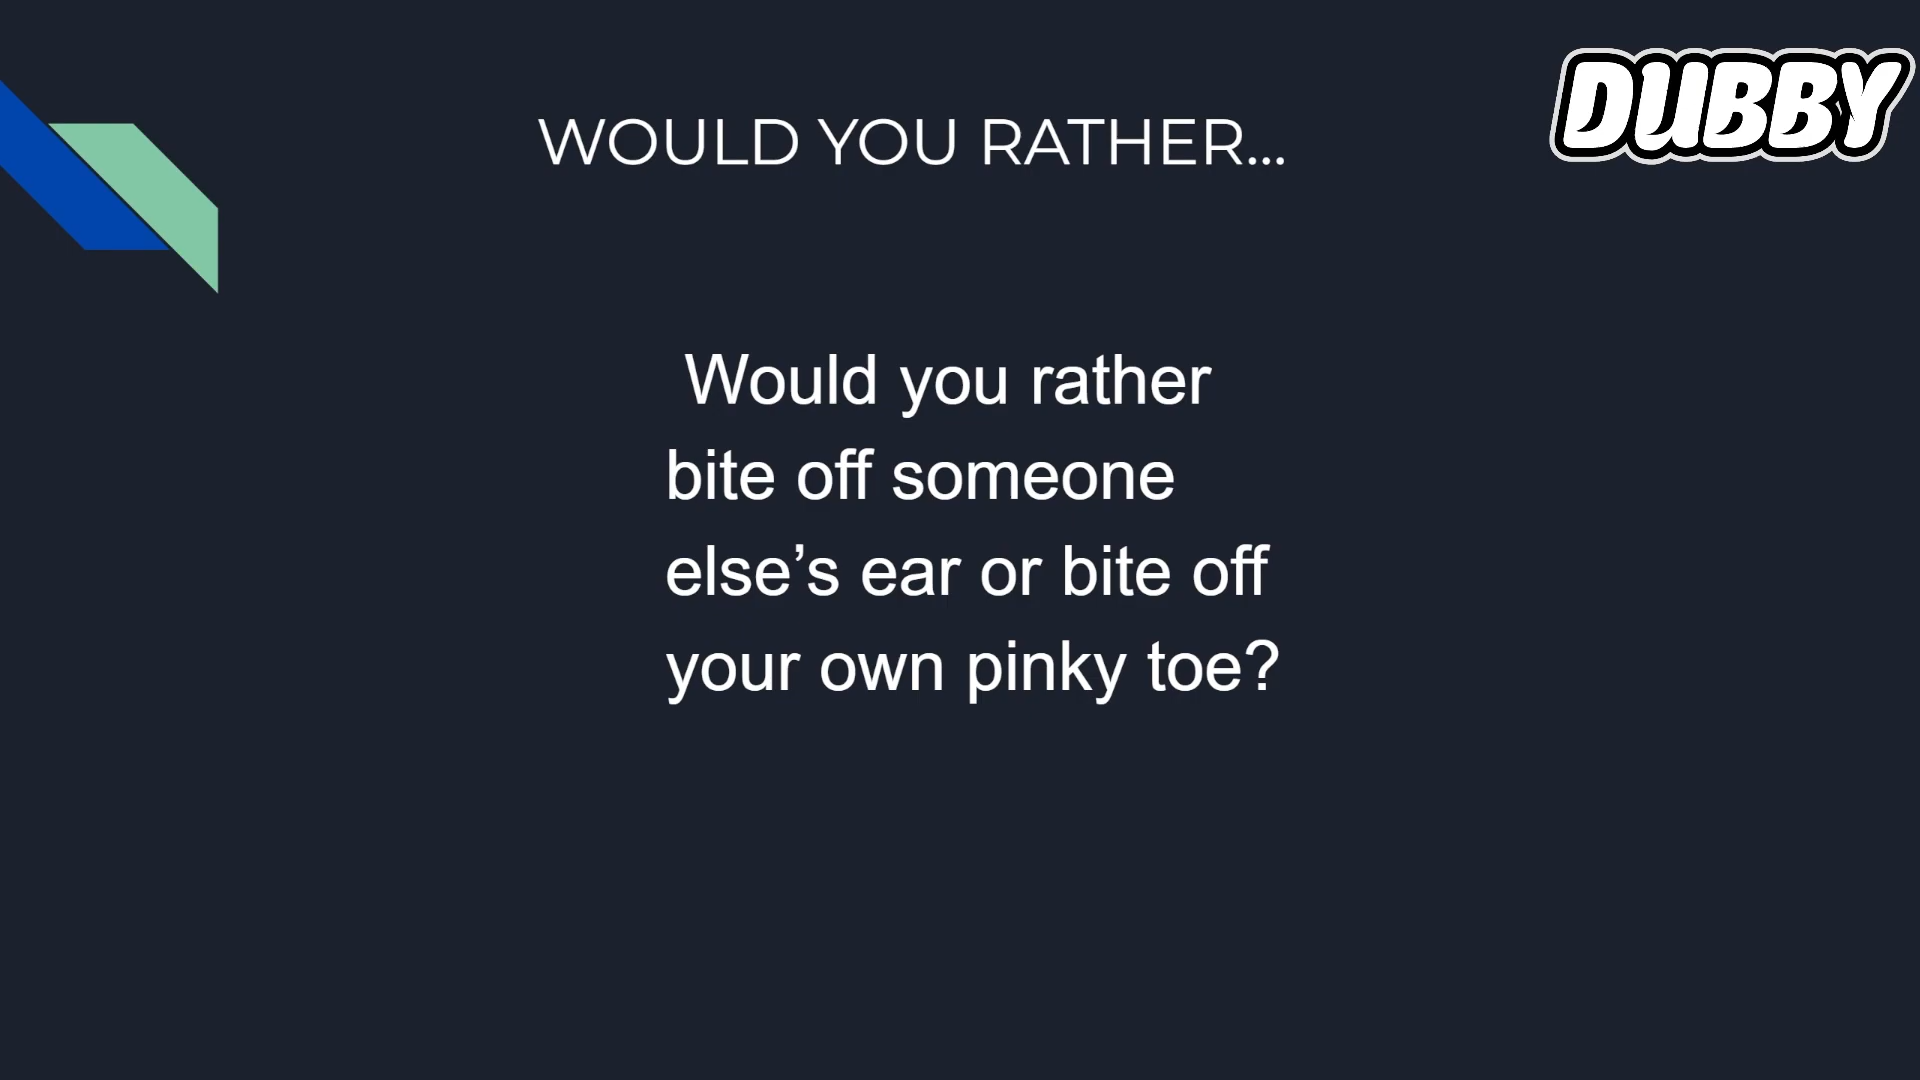 DUBBY
WOULD YOU RATHER...
Would you rather
bite off someone
else’s ear or bite off
your own pinky toe?